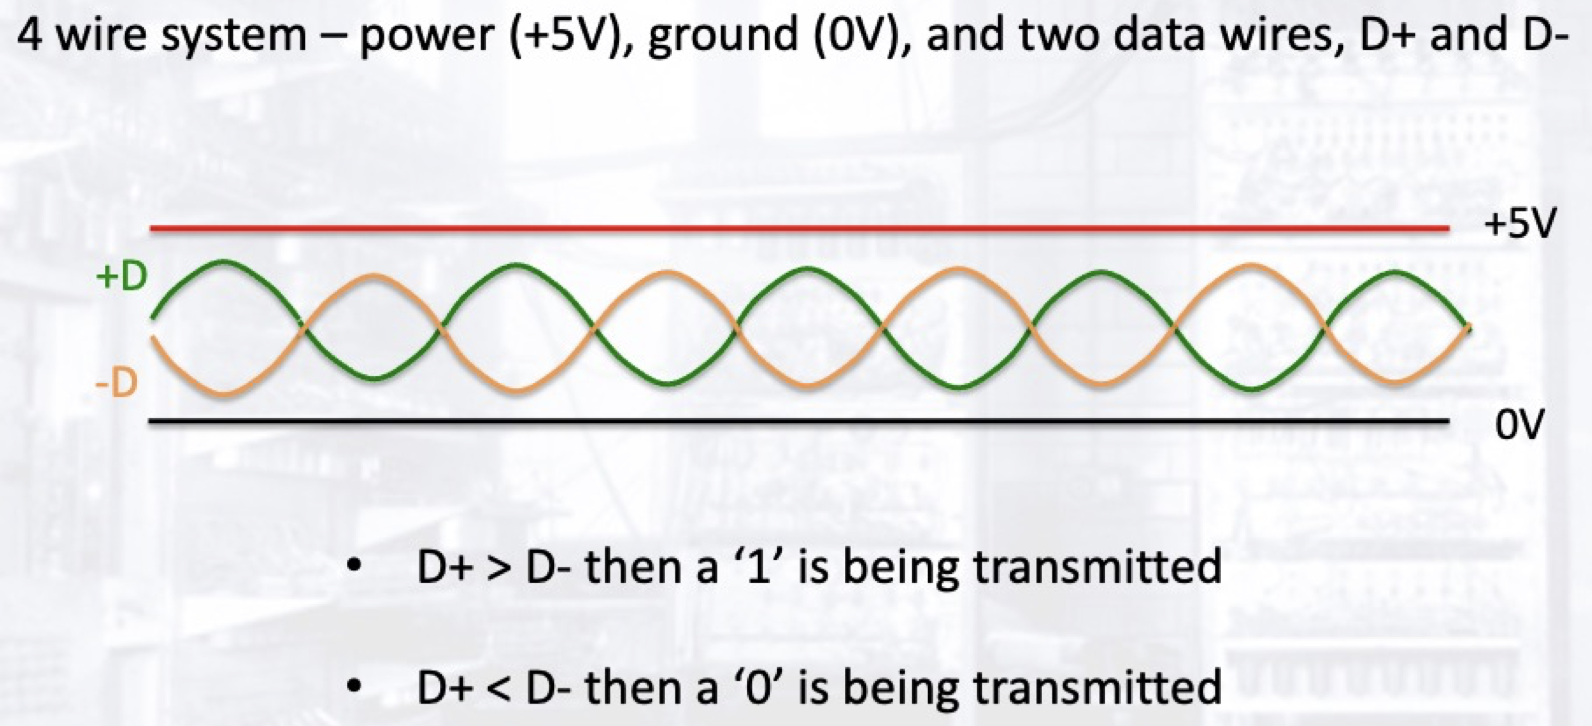 4 wire system – power (+5V), ground (0V), and two data wires, D+ and D-
+5V
+D
-D
0V
• D+ > D- then a ‘1’ is being transmitted
• D+ < D- then a ‘0’ is being transmitted